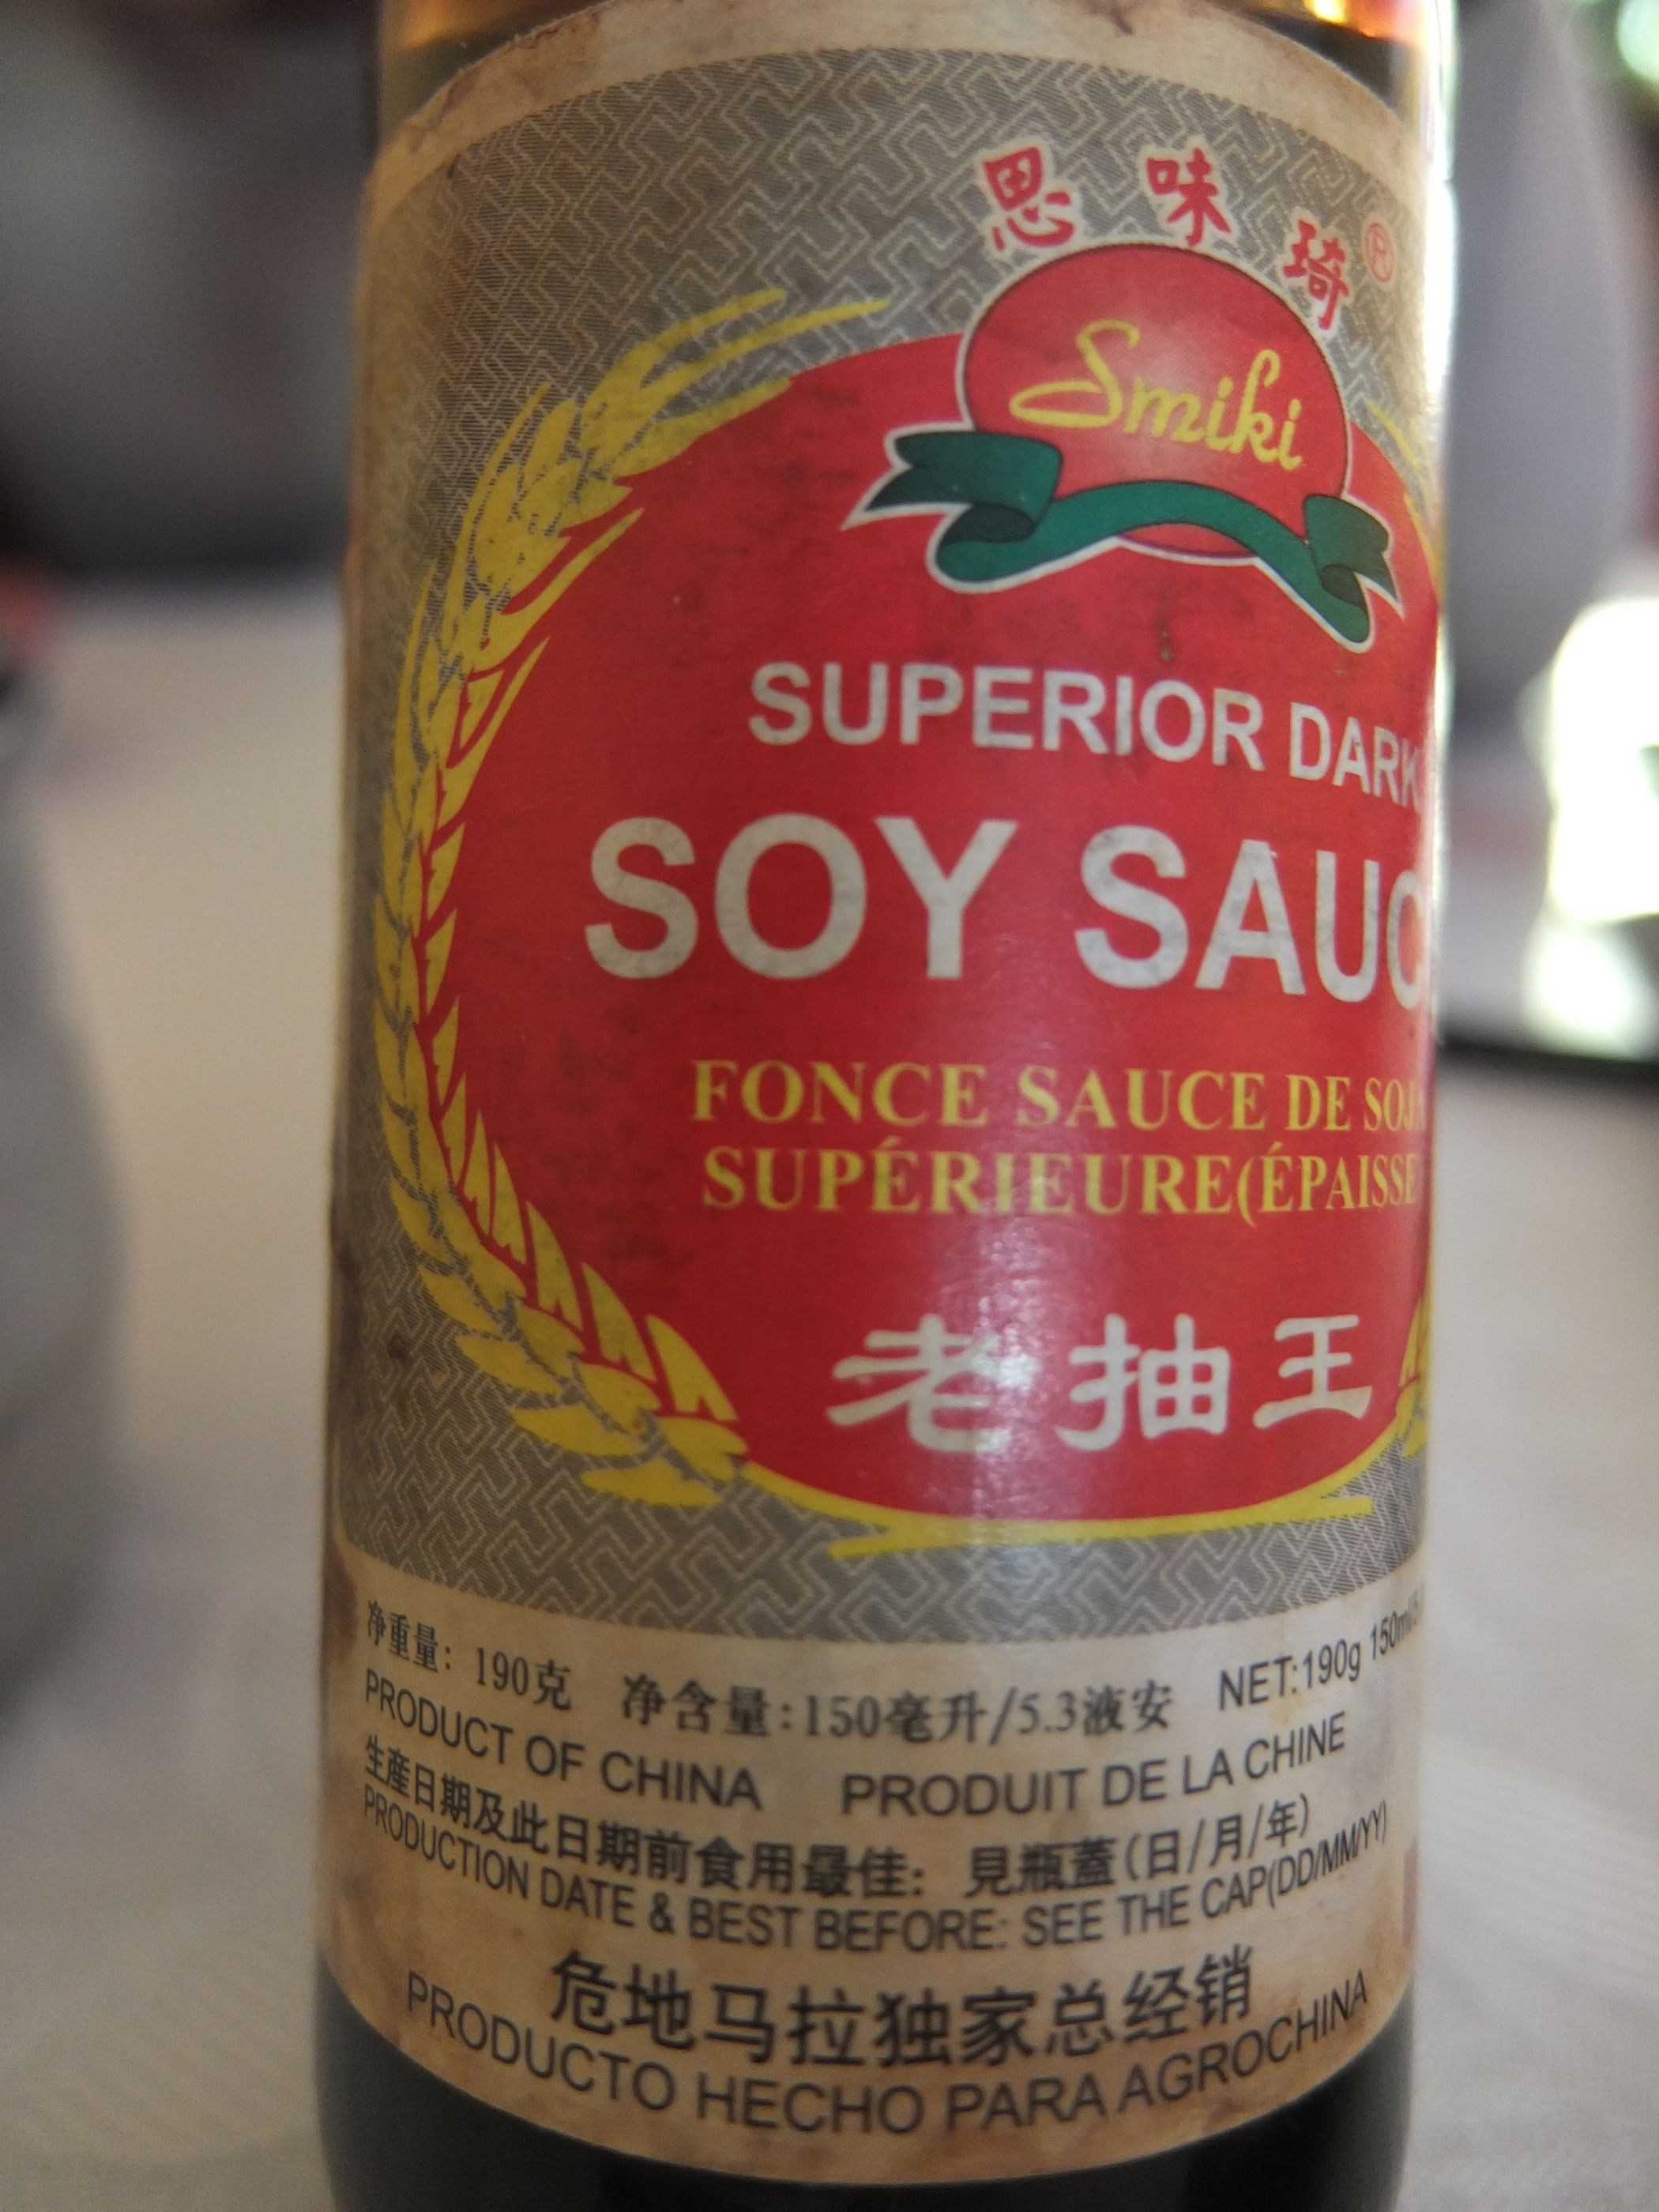 思味琦®
Smiki
SUPERIOR DARK
SOY SAUC
FONCE SAUCE DE SOJA
SUPÉRIEURE(ÉPAISSE
老抽王
净重量: 190克 净含量:150毫升/5.3液安 NET:190g 150ml/5.
PRODUCT OF CHINA PRODUIT DE LA CHINE
生産日期及此日期前食用最佳: 見瓶蓋(日/月/年)
PRODUCTION DATE & BEST BEFORE: SEE THE CAP(DD/MM/YY)
危地马拉独家总经销
PRODUCTO HECHO PARA AGROCHINA